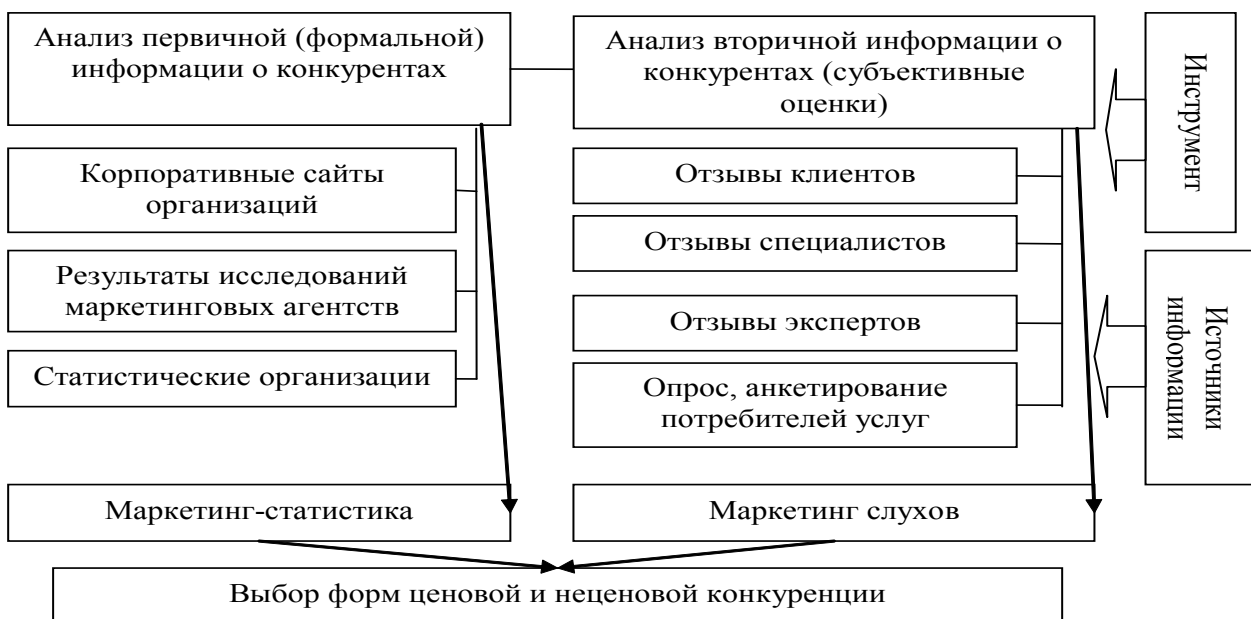 Анализ первичной (формальной)
информации о конкурентах
Анализ вторичной информации о
конкурентах (субъективные
оценки)
Инструмент
Корпоративные сайты
организаций
Результаты исследований
маркетинговых агентств
Статистические организации
Отзывы клиентов
Отзывы специалистов
Отзывы экспертов
Опрос, анкетирование
потребителей услуг
Источники
информации
Маркетинг-статистика
Маркетинг слухов
Выбор форм ценовой и неценовой конкуренции